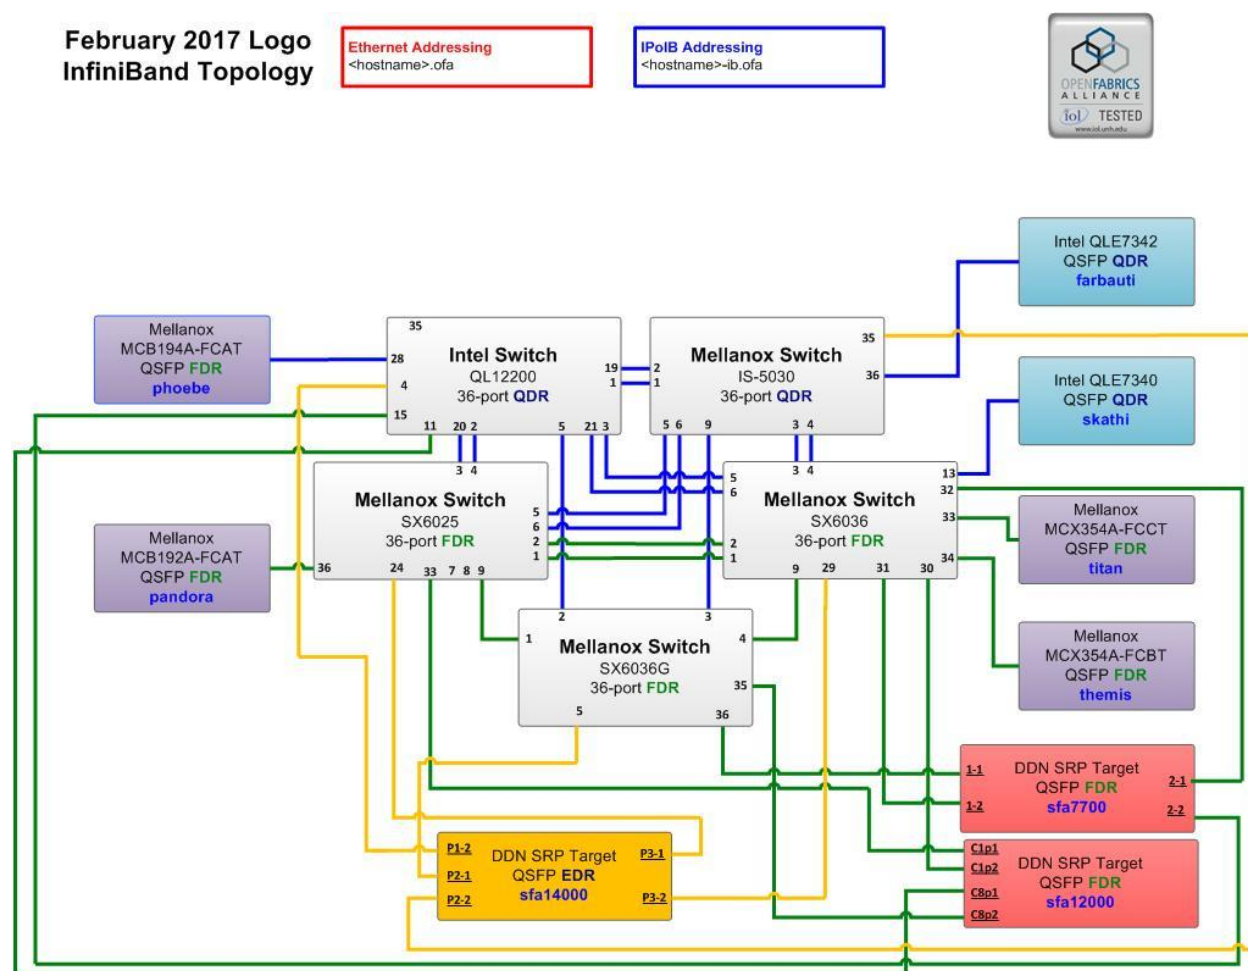 February 2017 Logo
InfiniBand Topology
Ethernet Addressing
<hostname>.ofa
IPoIB Addressing
<hostname>-ib.ofa
OPENFABRICS
ALLIANCE
iol TESTED
www.iol.unh.edu
Intel QLE7342
QSFP QDR
farbauti
Mellanox
MCB194A-FCAT
QSFP FDR
phoebe
35
28
4
15
11
20
2
5
21
3
19
1
Intel Switch
QL12200
36-port QDR
2
1
5
6
9
3
4
35
36
Mellanox Switch
IS-5030
36-port QDR
Intel QLE7340
QSFP QDR
skathi
Mellanox
MCB192A-FCAT
QSFP FDR
pandora
3
4
5
6
2
1
36
24
33
7
8
9
Mellanox Switch
SX6025
36-port FDR
3
4
5
6
2
1
13
32
33
34
9
29
31
30
Mellanox Switch
SX6036
36-port FDR
Mellanox
MCX354A-FCCT
QSFP FDR
titan
2
3
1
4
35
5
36
Mellanox Switch
SX6036G
36-port FDR
Mellanox
MCX354A-FCBT
QSFP FDR
themis
1-1
1-2
2-1
2-2
DDN SRP Target
QSFP FDR
sfa7700
P1-2
P2-1
P2-2
P3-1
P3-2
DDN SRP Target
QSFP EDR
sfa14000
C1p1
C1p2
C8p1
C8p2
DDN SRP Target
QSFP FDR
sfa12000